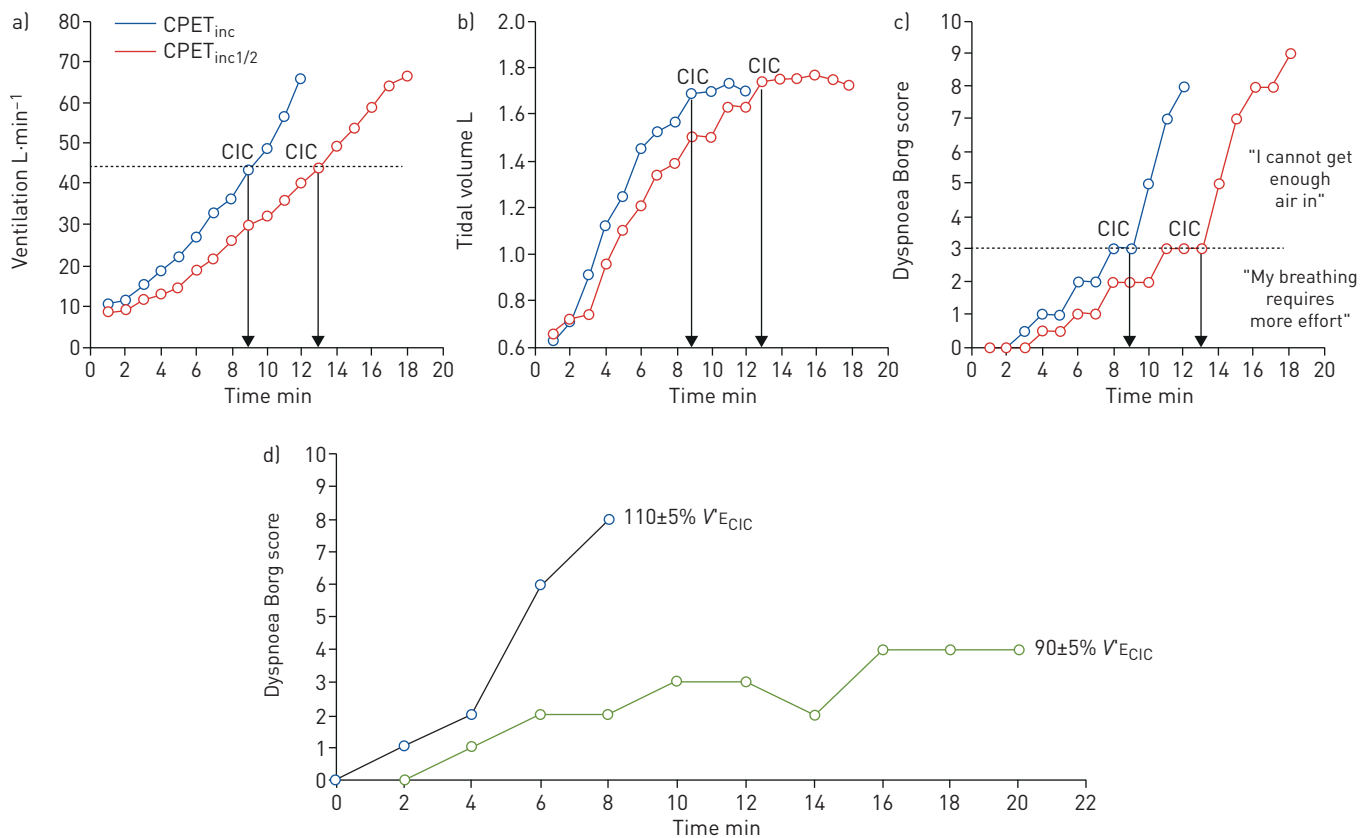 a)
CPETinc
CPETinc1/2
Ventilation L·min–1
80
70
60
50
40
30
20
10
0
CIC
CIC
0 2 4 6 8 10 12 14 16 18 20
Time min
b)
Tidal volume L
2.0
1.8
1.6
1.4
1.2
1.0
0.8
0.6
CIC
CIC
0 2 4 6 8 10 12 14 16 18 20
Time min
c)
Dyspnoea Borg score
10
9
8
7
6
5
4
3
2
1
0
CIC
CIC
"I cannot get
enough
air in"
"My breathing
requires
more effort"
0 2 4 6 8 10 12 14 16 18 20
Time min
d)
Dyspnoea Borg score
10
9
8
7
6
5
4
3
2
1
0
110±5% V'ECIC
90±5% V'ECIC
0 2 4 6 8 10 12 14 16 18 20 22
Time min